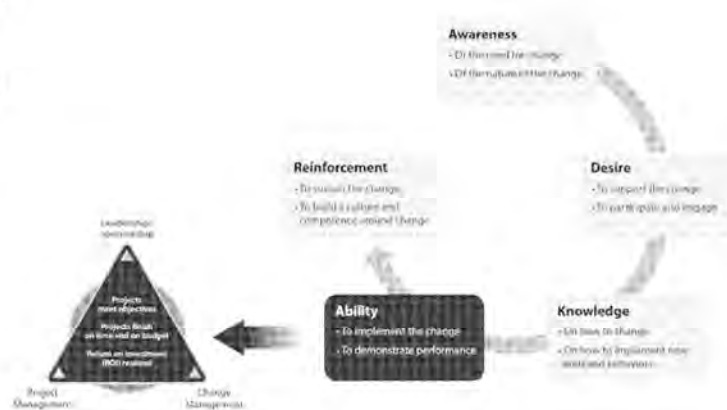 Awareness
• Of the need for change
• Of the nature of the change
Desire
• To support the change
• To participate and engage
Knowledge
• On how to change
• On how to implement new
skills and behaviors
Ability
• To implement the change
• To demonstrate performance
Reinforcement
• To sustain the change
• To build a culture and
competence around change
Leadership/
sponsorship
Projects
meet objectives
Projects finish
on time and on budget
Return on investment
(ROI) realized
Project
Management
Change
Management